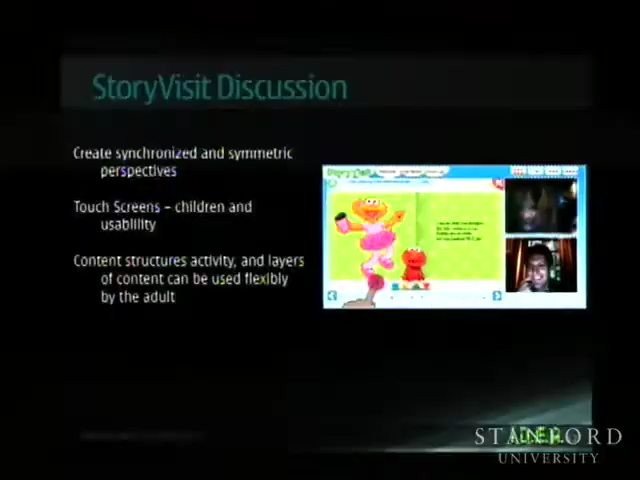 StoryVisit Discussion
Create synchronized and symmetric
perspectives
Touch Screens – children and
usability
Content structures activity, and layers
of content can be used flexibly
by the adult
StoryVisit
STANFORD
UNIVERSITY